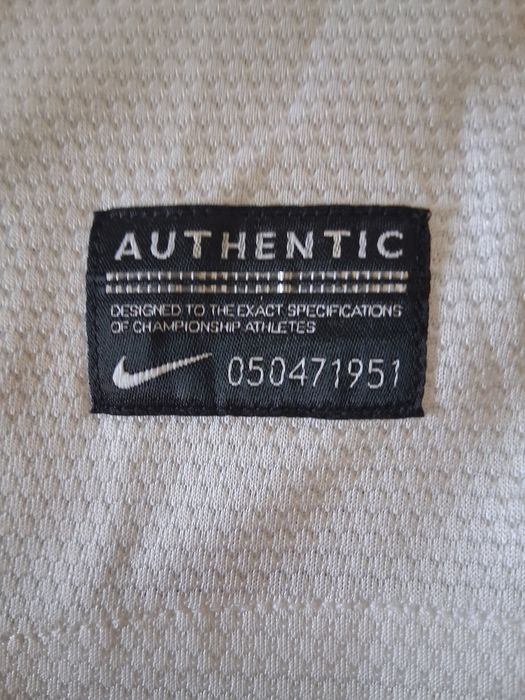 AUTHENTIC
DESIGNED TO THE EXACT SPECIFICATIONS
OF CHAMPIONSHIP ATHLETES
050471951